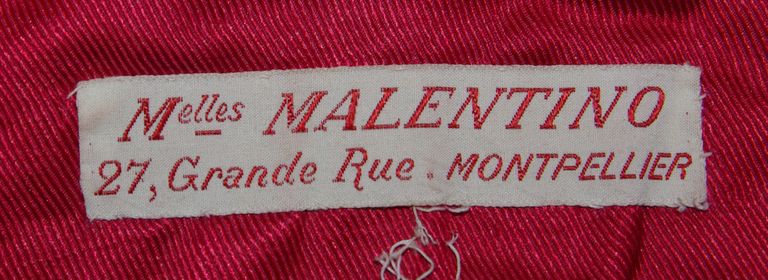 Melles MALENTINO
27, Grande Rue. MONTPELLIER